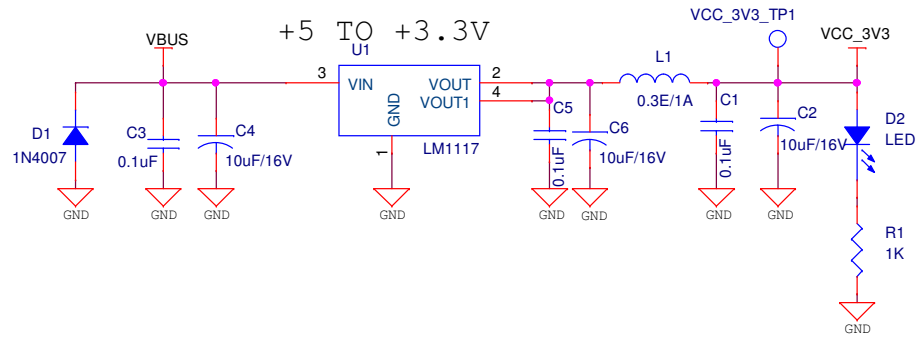 +5 TO +3.3V
VCC_3V3_TP1
VBUS
U1
VCC_3V3
3
VIN
VOUT
2
VOUT1
4
GND
1
LM1117
L1
0.3E/1A
D1
1N4007
C3
0.1uF
C4
10uF/16V
C5
0.1uF
C6
10uF/16V
C1
0.1uF
C2
10uF/16V
D2
LED
R1
1K
GND
GND
GND
GND
GND
GND
GND
GND
GND